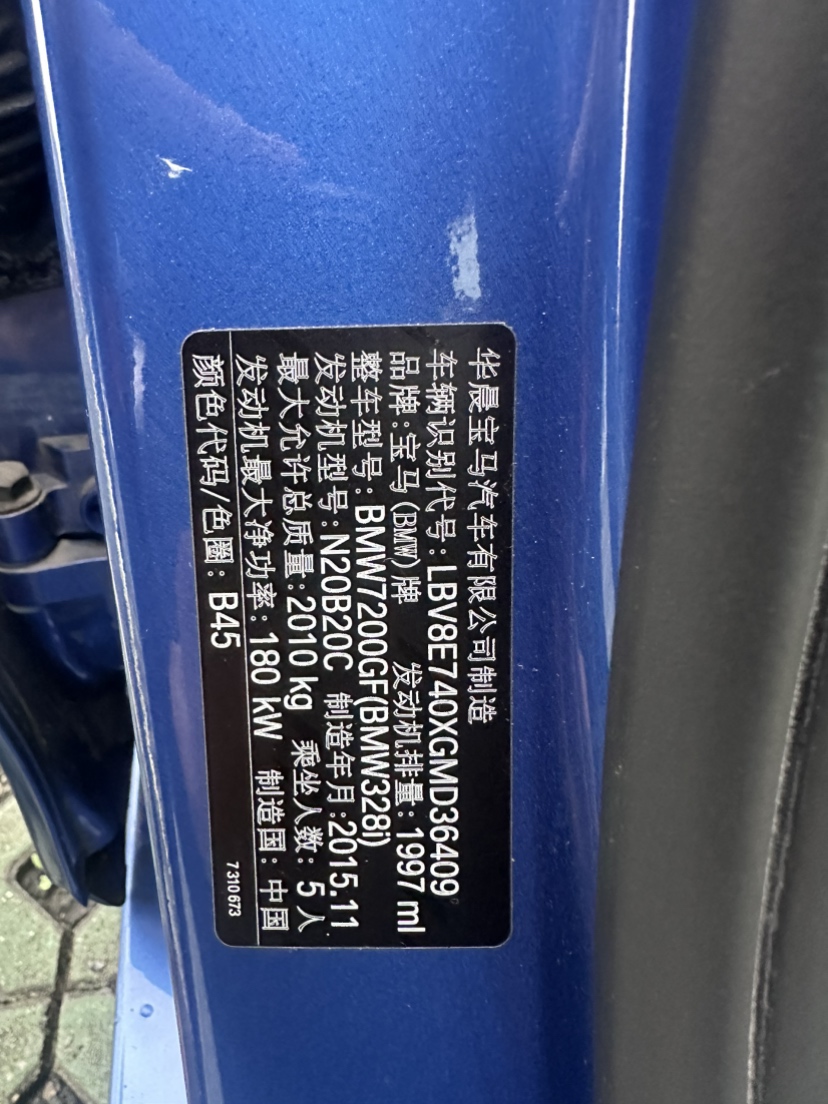 华晨宝马汽车有限公司制造
车辆识别代号:LBV8E740XGMD36409
品牌:宝马(BMW)牌 发动机排量:1997 ml
整车型号:BMW7200GF(BMW328i)
发动机型号:N20B20C 制造年月:2015.11
最大允许总质量:2010 kg 乘坐人数:5人
发动机最大净功率:180 kW 制造国:中国
颜色代码/色圈:B45 7310673